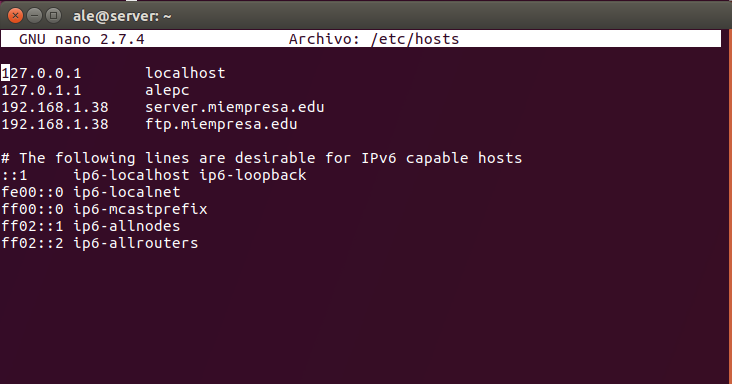 ale@server: ~
GNU nano 2.7.4 Archivo: /etc/hosts
127.0.0.1 localhost
127.0.1.1 alepc
192.168.1.38 server.miempresa.edu
192.168.1.38 ftp.miempresa.edu
# The following lines are desirable for IPv6 capable hosts
::1 ip6-localhost ip6-loopback
fe00::0 ip6-localnet
ff00::0 ip6-mcastprefix
ff02::1 ip6-allnodes
ff02::2 ip6-allrouters